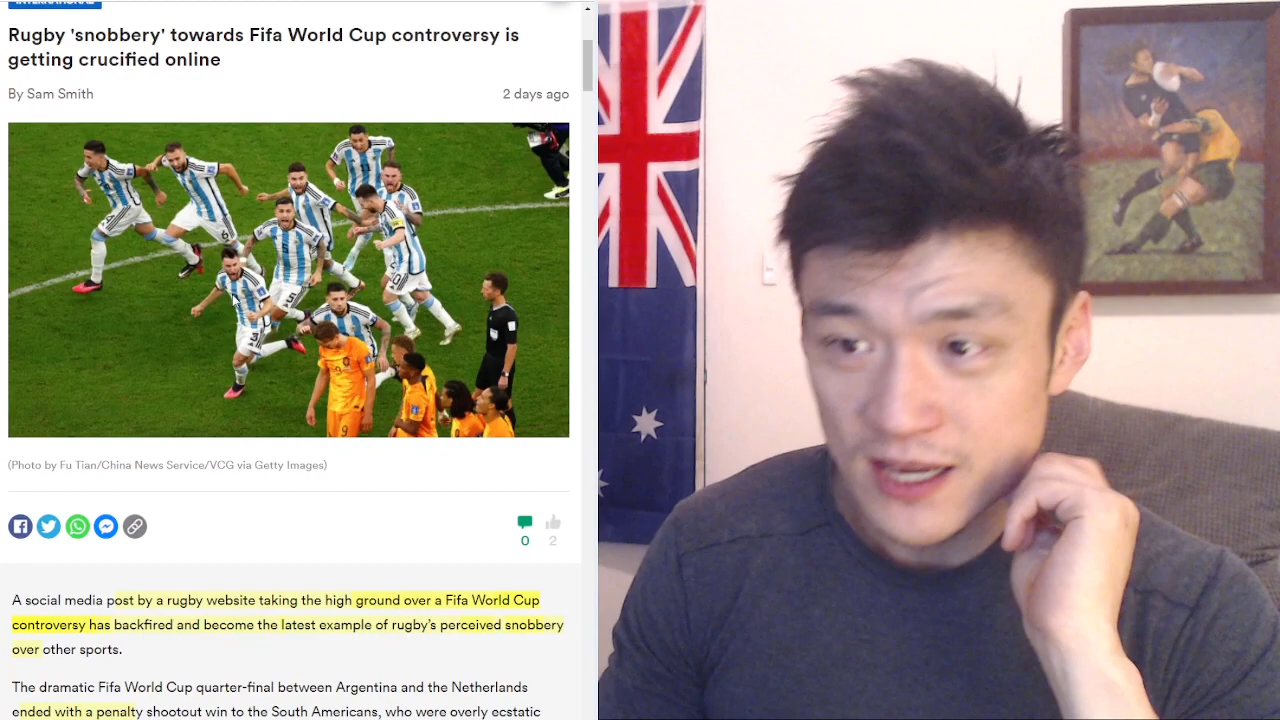 INTERNATIONAL
Rugby 'snobbery' towards Fifa World Cup controversy is
getting crucified online
By Sam Smith
2 days ago
(Photo by Fu Tian/China News Service/VCG via Getty Images)
0
2
A social media post by a rugby website taking the high ground over a Fifa World Cup
controversy has backfired and become the latest example of rugby’s perceived snobbery
over other sports.
The dramatic Fifa World Cup quarter-final between Argentina and the Netherlands
ended with a penalty shootout win to the South Americans, who were overly ecstatic